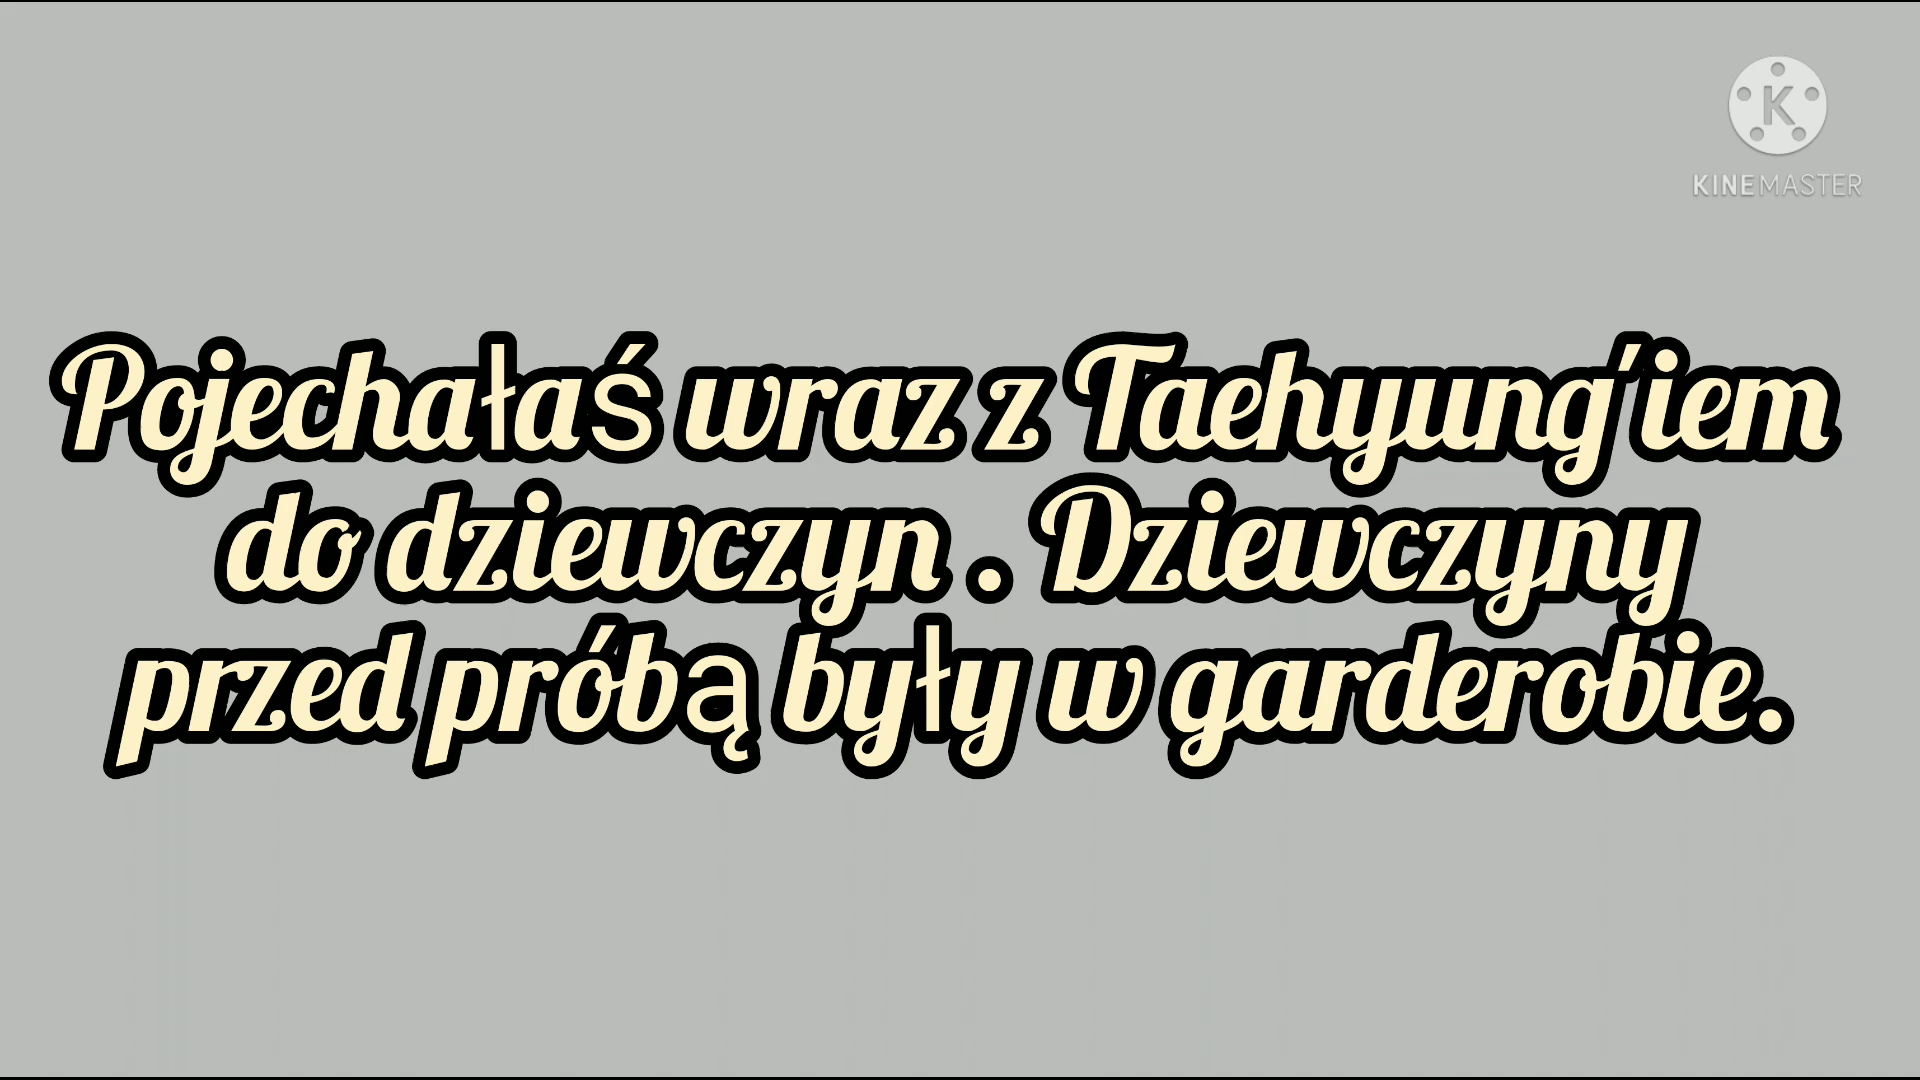 KINEMASTER
Pojechałaś wraz z Taehyung'iem
do dziewczyn . Dziewczyny
przed próbą były w garderobie.